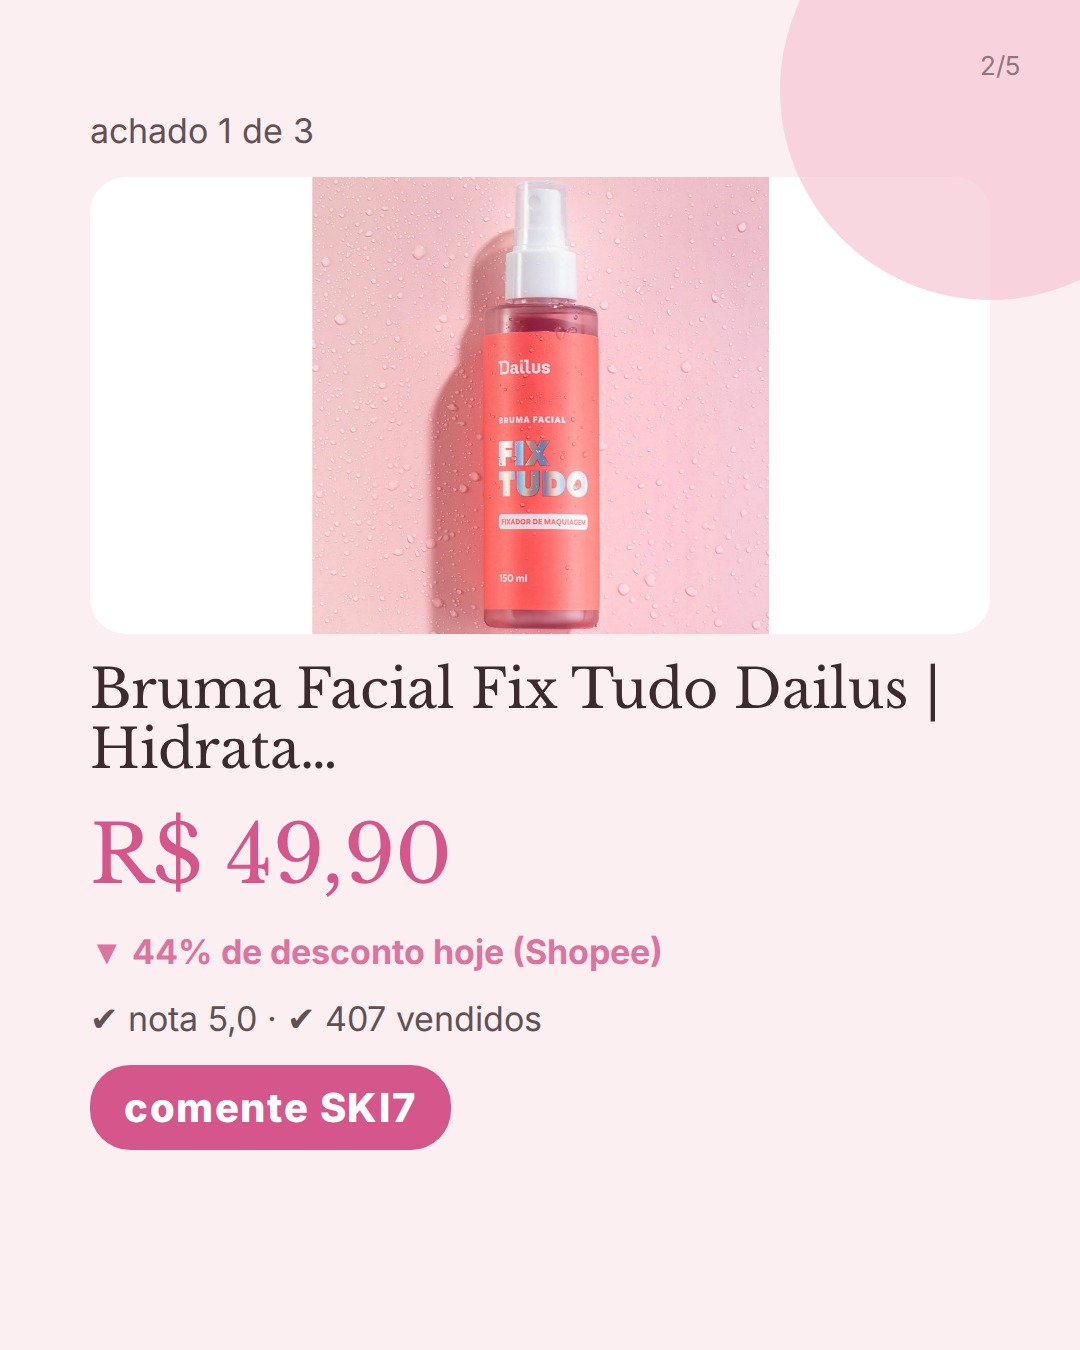 2/5
achado 1 de 3
Dailus
BRUMA FACIAL
FIX
TUDO
FIXADOR DE MAQUIAGEM
150 ml
Bruma Facial Fix Tudo Dailus |
Hidrata...
R$ 49,90
▼ 44% de desconto hoje (Shopee)
✔ nota 5,0 · ✔ 407 vendidos
comente SKI7